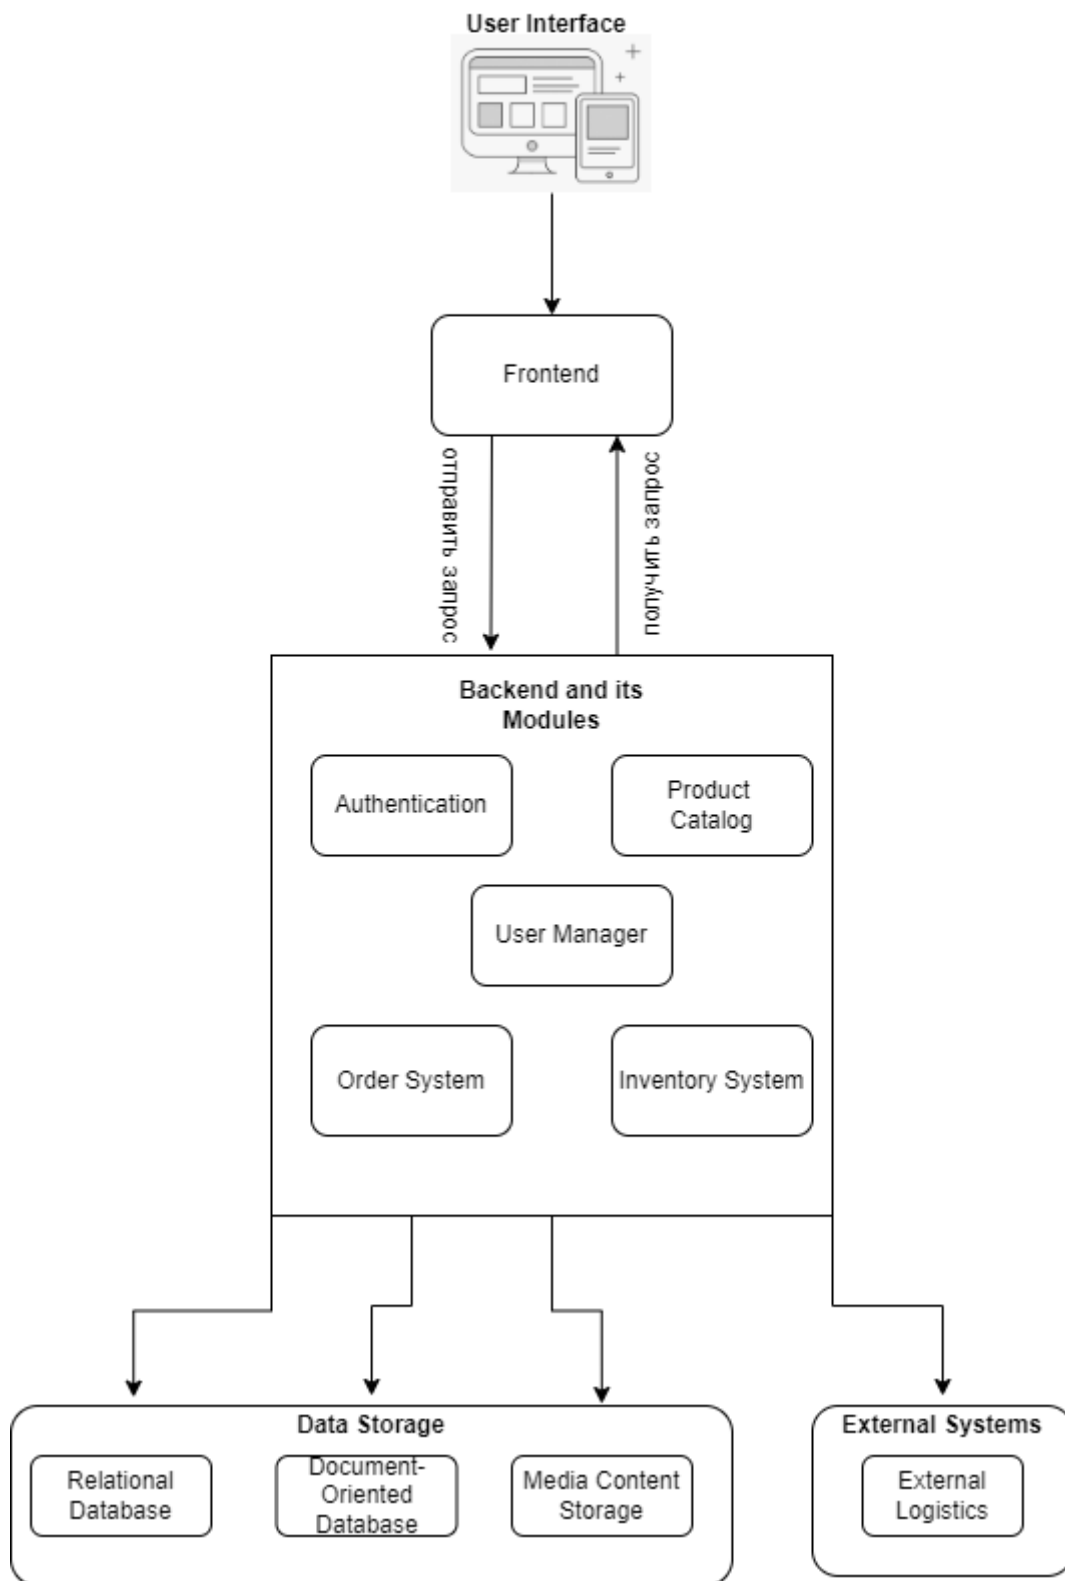 User Interface
Frontend
отправить запрос
получить запрос
Backend and its
Modules
Authentication
Product
Catalog
User Manager
Order System
Inventory System
Data Storage
Relational
Database
Document-
Oriented
Database
Media Content
Storage
External Systems
External
Logistics